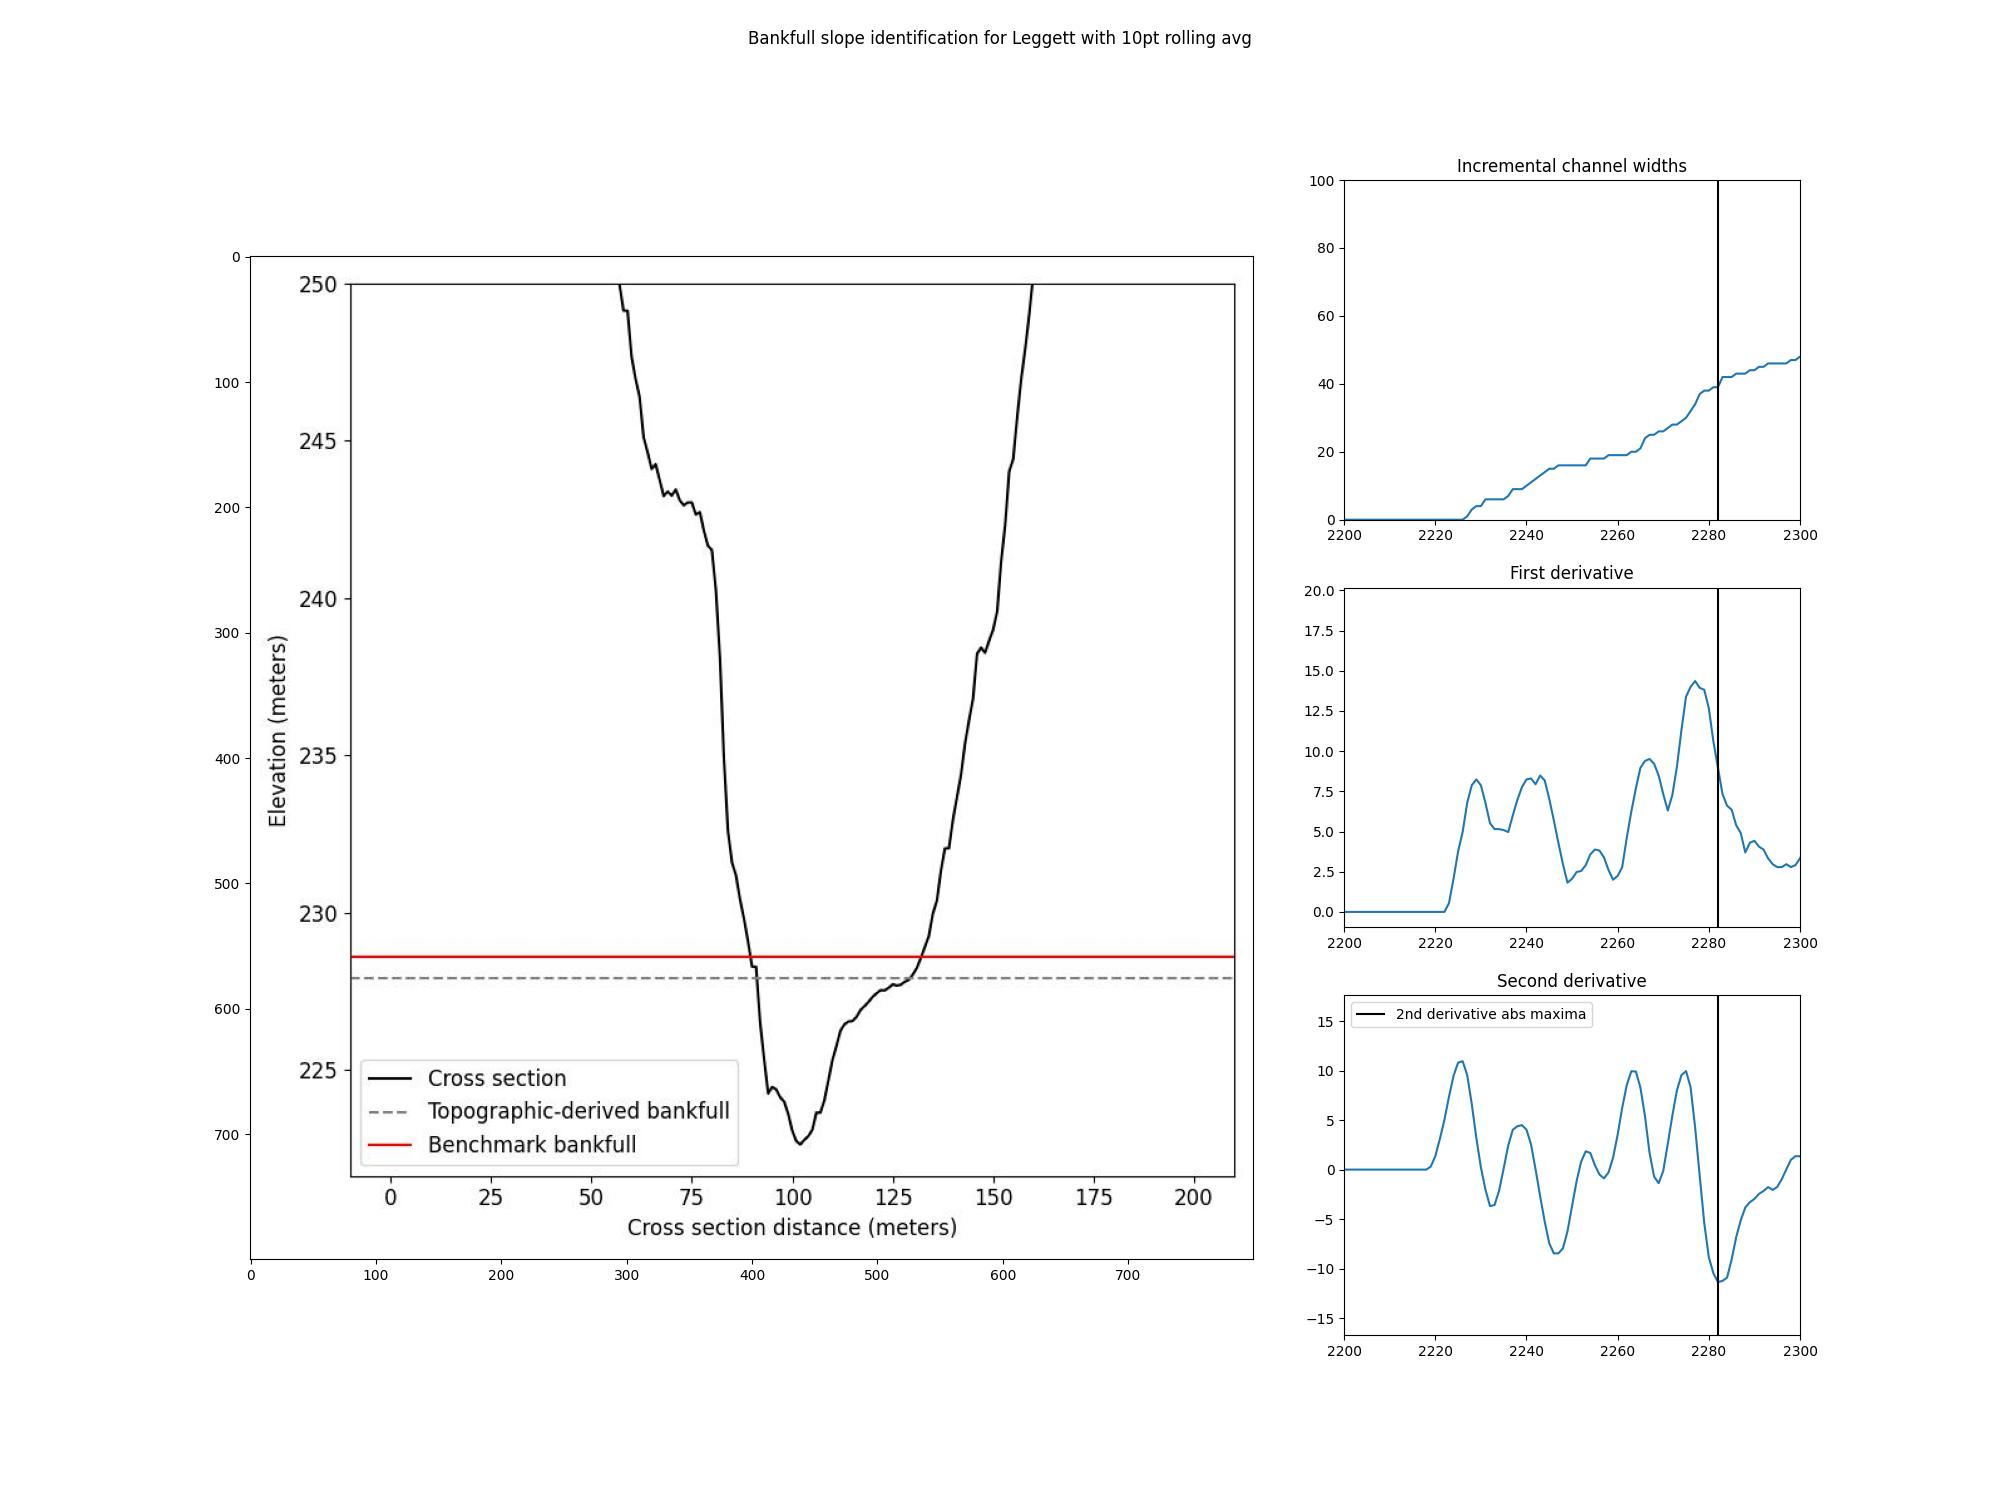 Bankfull slope identification for Leggett with 10pt rolling avg
0
100
200
300
400
500
600
700
0 100 200 300 400 500 600 700
250
245
240
235
230
225
Elevation (meters)
Cross section
Topographic-derived bankfull
Benchmark bankfull
0 25 50 75 100 125 150 175 200
Cross section distance (meters)
Incremental channel widths
100
80
60
40
20
0
2200 2220 2240 2260 2280 2300
First derivative
20.0
17.5
15.0
12.5
10.0
7.5
5.0
2.5
0.0
2200 2220 2240 2260 2280 2300
Second derivative
2nd derivative abs maxima
15
10
5
0
−5
−10
−15
2200 2220 2240 2260 2280 2300